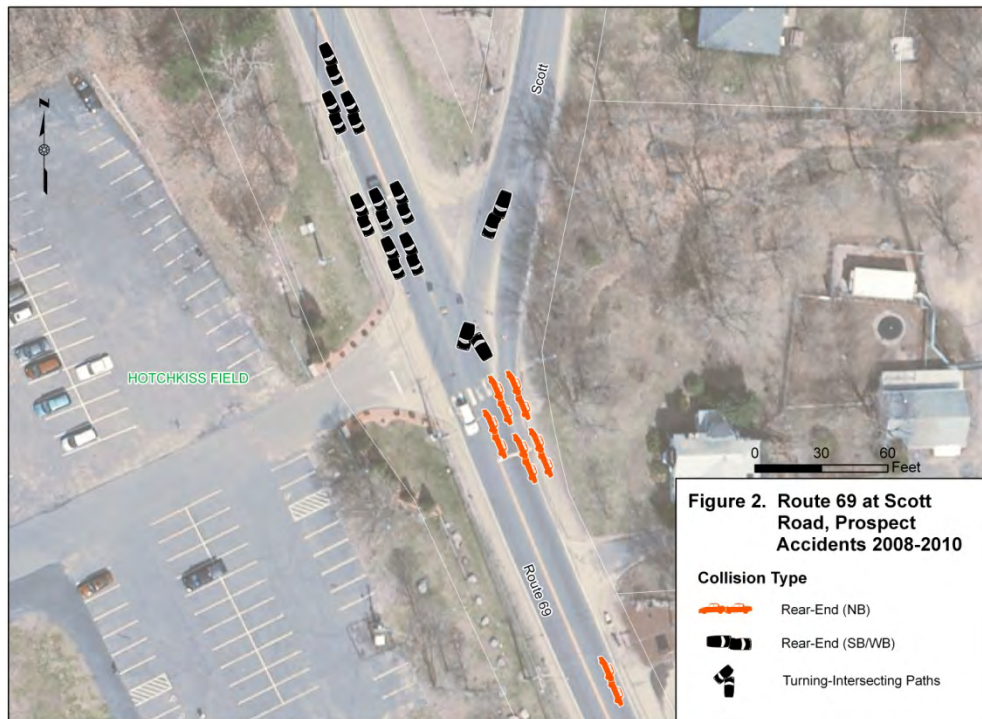 N
Scott
HOTCHKISS FIELD
Route 69
0 30 60
Feet
Figure 2. Route 69 at Scott
Road, Prospect
Accidents 2008-2010
Collision Type
Rear-End (NB)
Rear-End (SB/WB)
Turning-Intersecting Paths